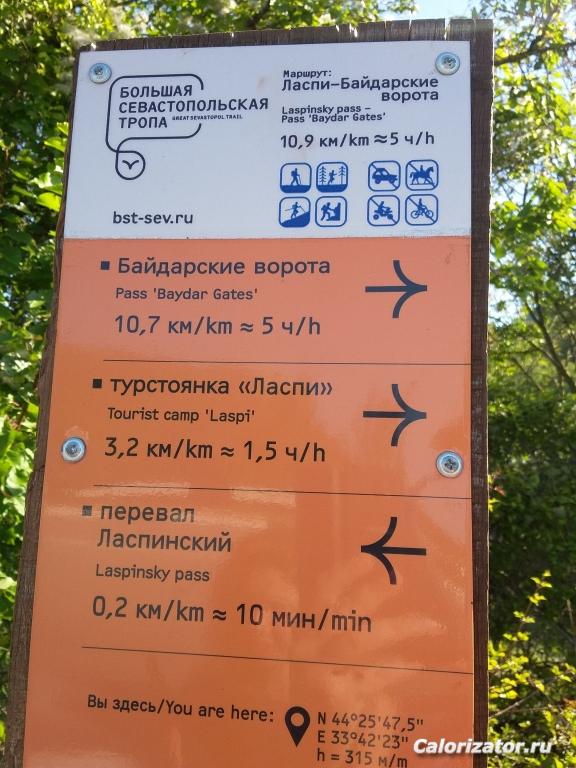 БОЛЬШАЯ
СЕВАСТОПОЛЬСКАЯ
ТРОПА GREAT SEVASTOPOL TRAIL
bst-sev.ru
Маршрут:
Ласпи-Байдарские
ворота
Laspinsky pass –
Pass 'Baydar Gates'
10,9 км/km ≈5 ч/h
Байдарские ворота
Pass 'Baydar Gates'
10,7 км/km ≈ 5 ч/h
турстоянка «Ласпи»
Tourist camp 'Laspi'
3,2 км/km ≈ 1,5 ч/h
перевал
Ласпинский
Laspinsky pass
0,2 км/km ≈ 10 мин/min
Вы здесь/You are here:
N 44°25'47,5"
E 33°42'23"
h = 315 м/m
Calorizator.ru